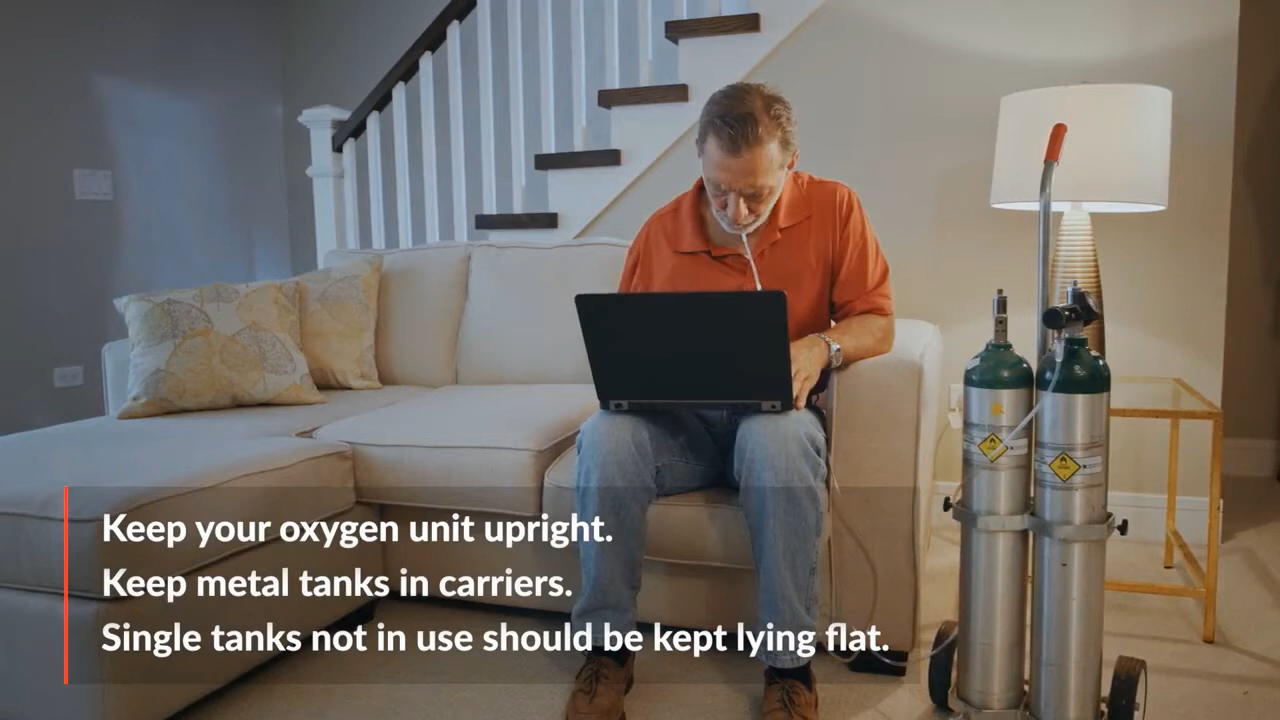 Keep your oxygen unit upright.
Keep metal tanks in carriers.
Single tanks not in use should be kept lying flat.